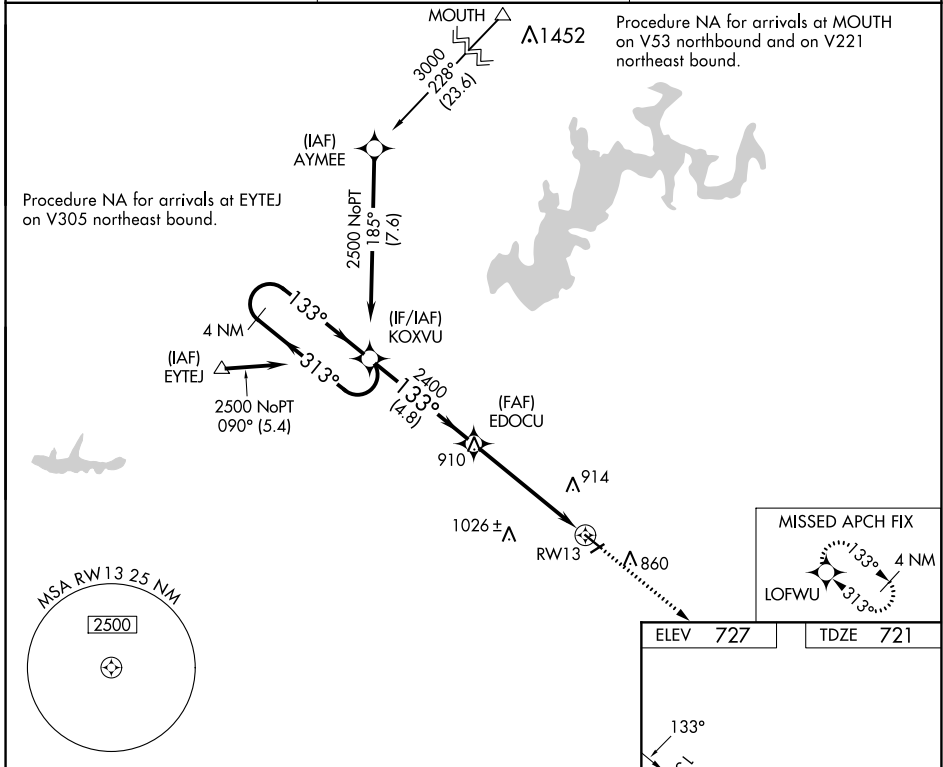 MOUTH
1452
Procedure NA for arrivals at MOUTH
on V53 northbound and on V221
northeast bound.
3000
228°
(23.6)
(IAF)
AYMEE
Procedure NA for arrivals at EYTEJ
on V305 northeast bound.
2500 NoPT
185°
(7.6)
133°
4 NM
(IF/IAF)
KOXVU
313°
(IAF)
EYTEJ
2500 NoPT
090° (5.4)
2400
133°
(4.8)
(FAF)
EDOCU
910
914
1026±
RW13
860
MISSED APCH FIX
133°
4 NM
LOFWU
313°
MSA RW13 25 NM
2500
ELEV 727
TDZE 721
133°